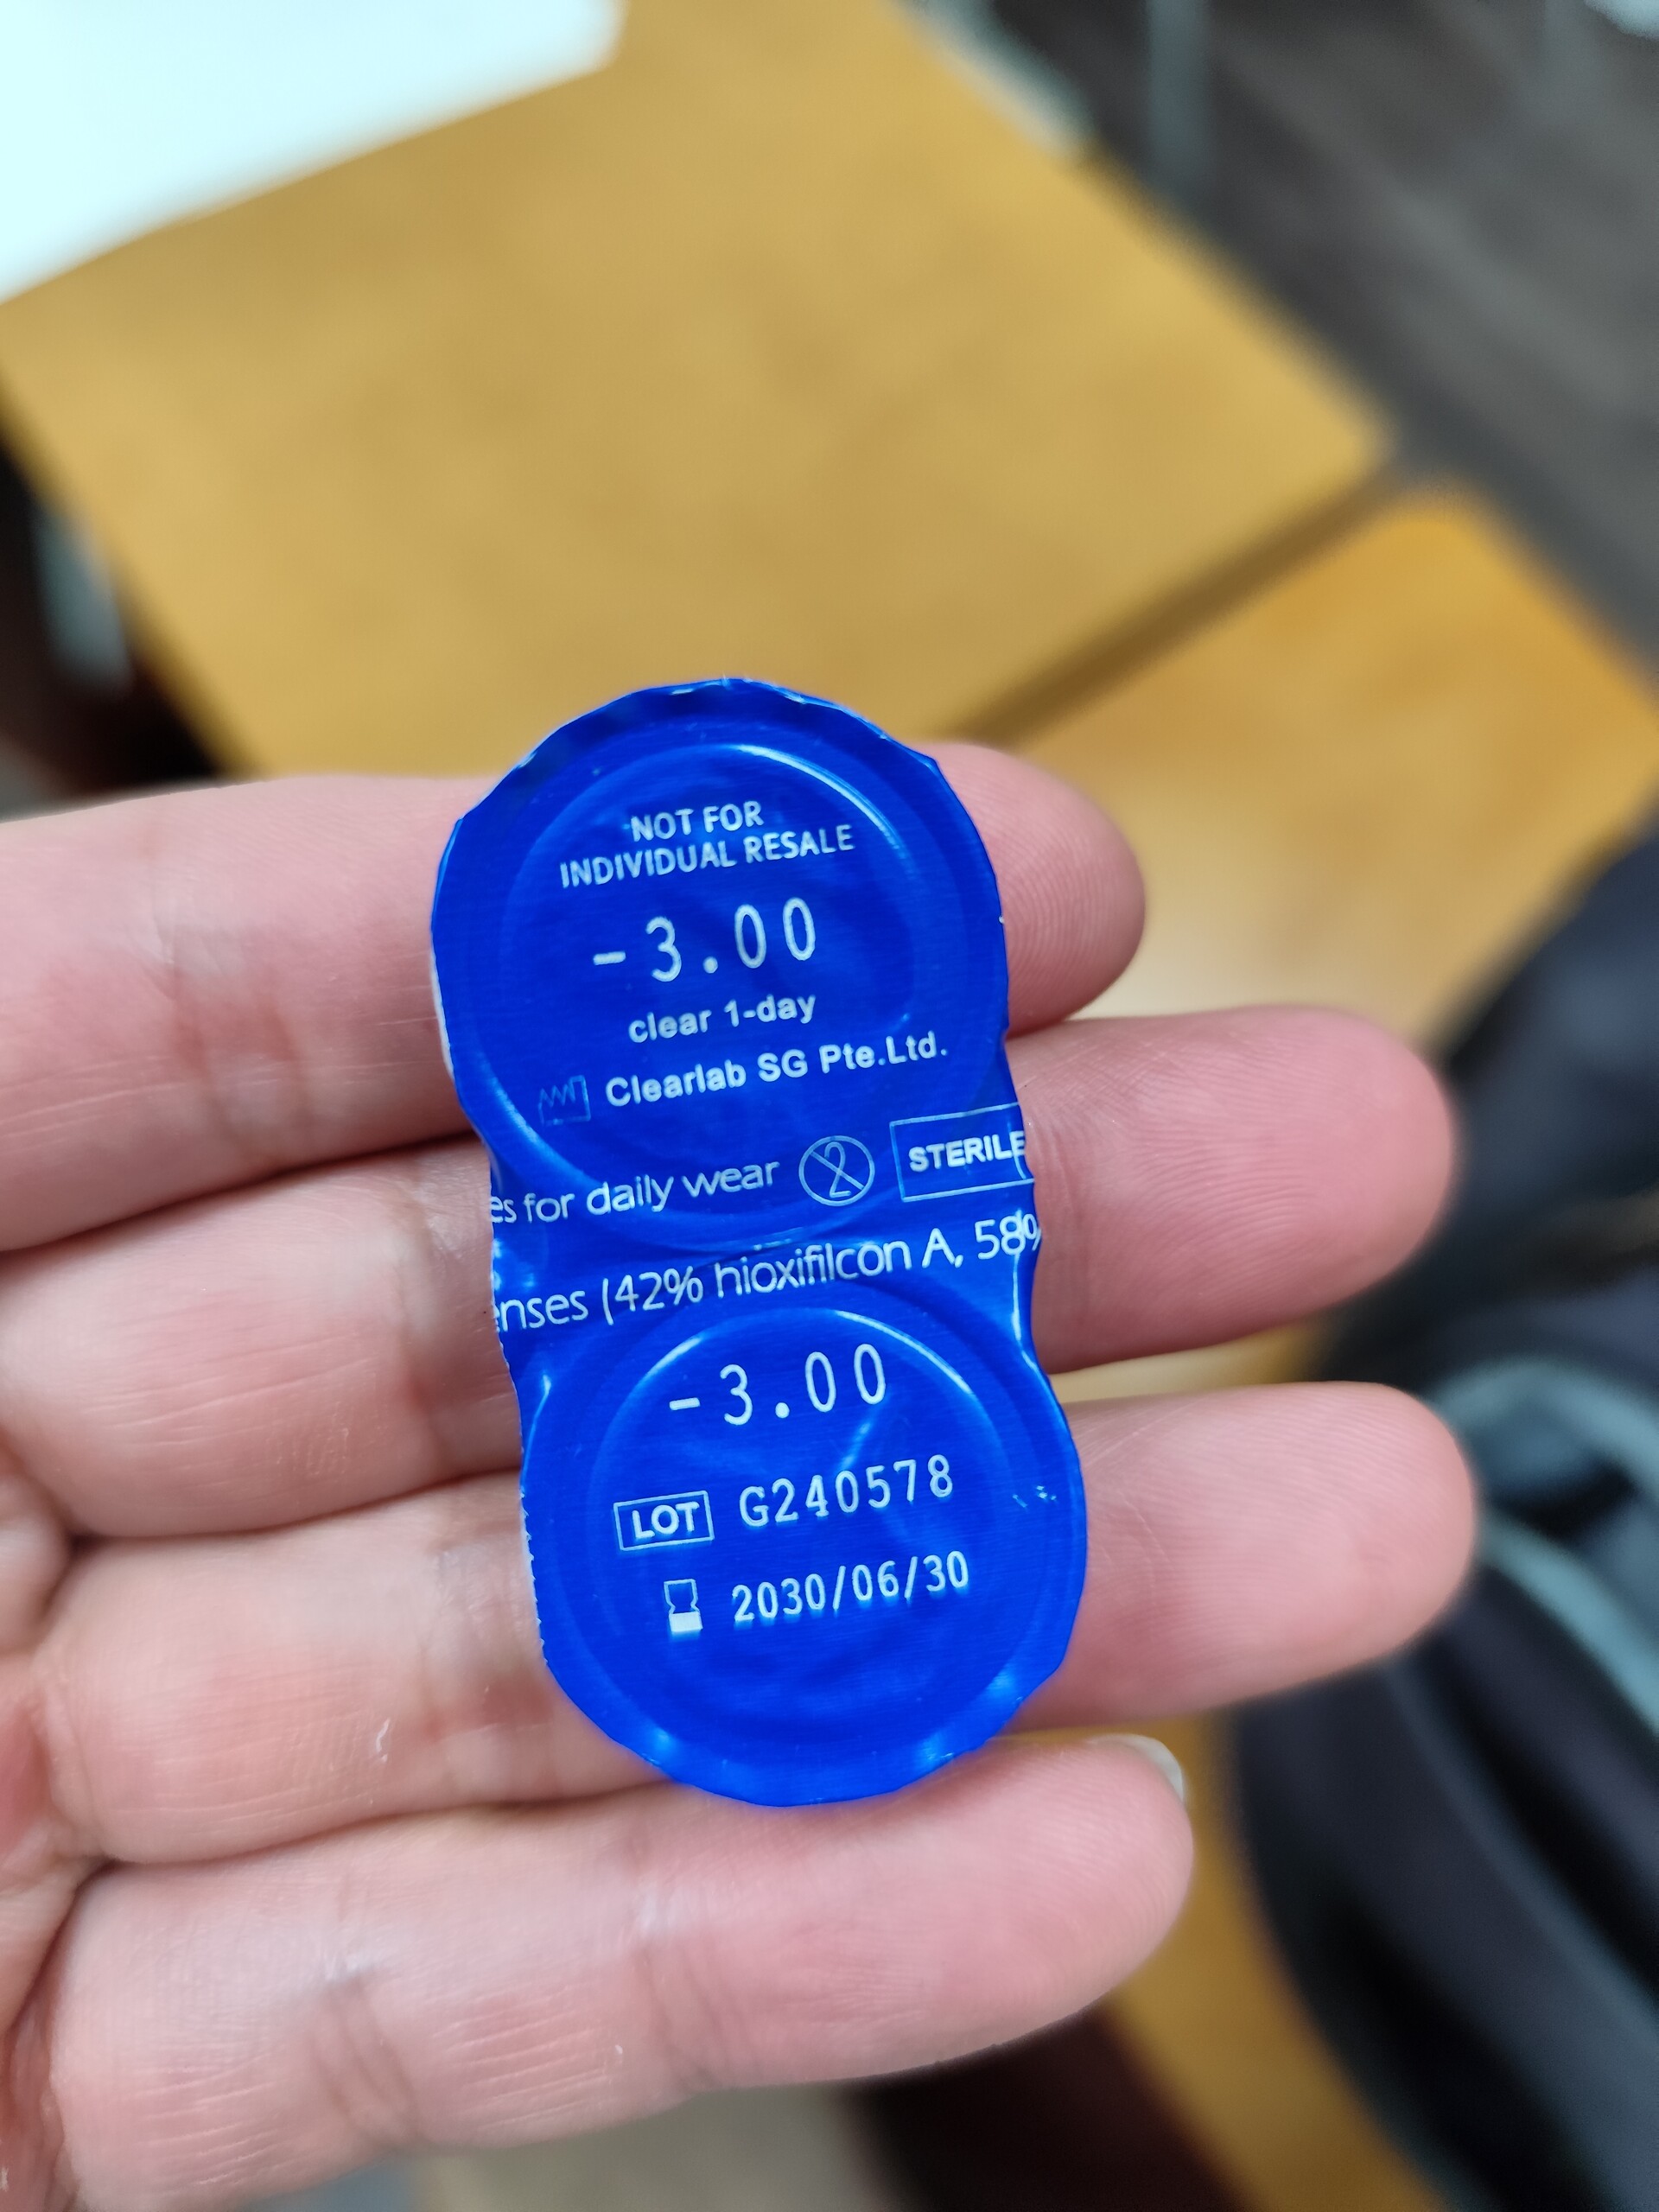 NOT FOR
INDIVIDUAL RESALE
-3.00
clear 1-day
Clearlab SG Pte.Ltd.
es for daily wear 2 STERILE
enses (42% hioxifilcon A, 58%
-3.00
LOT G240578
2030/06/30